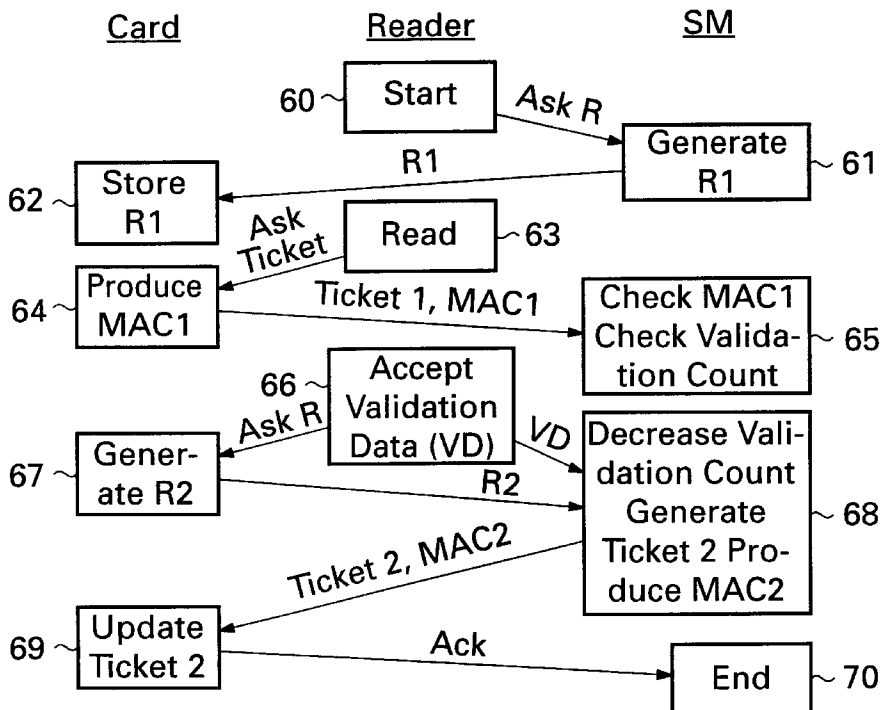 Card
Reader
SM
60
Start
Ask R
Generate
R1
61
R1
62
Store
R1
Ask
Ticket
Read
63
64
Produce
MAC1
Ticket 1, MAC1
Check MAC1
Check Valida-
tion Count
65
66
Accept
Validation
Data (VD)
Ask R
VD
67
Gener-
ate R2
R2
Decrease Vali-
dation Count
Generate
Ticket 2 Pro-
duce MAC2
68
Ticket 2, MAC2
69
Update
Ticket 2
Ack
End
70